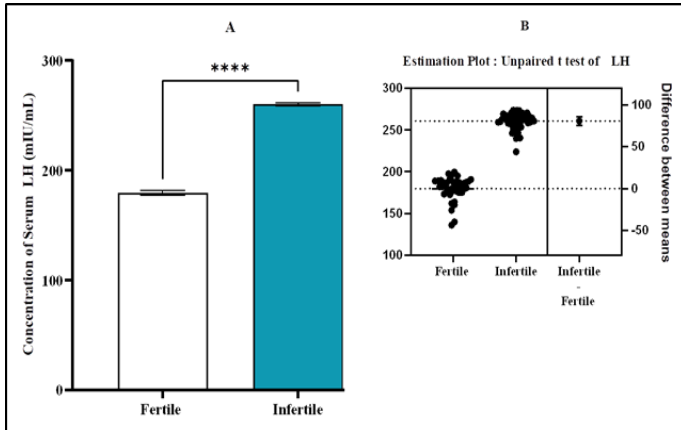 A
Concentration of Serum LH (mIU/mL)
300
200
100
0
****
Fertile
Infertile
B
Estimation Plot : Unpaired t test of LH
300
250
200
150
100
Fertile
Infertile
Infertile
-
Fertile
100
50
0
-50
Difference between means